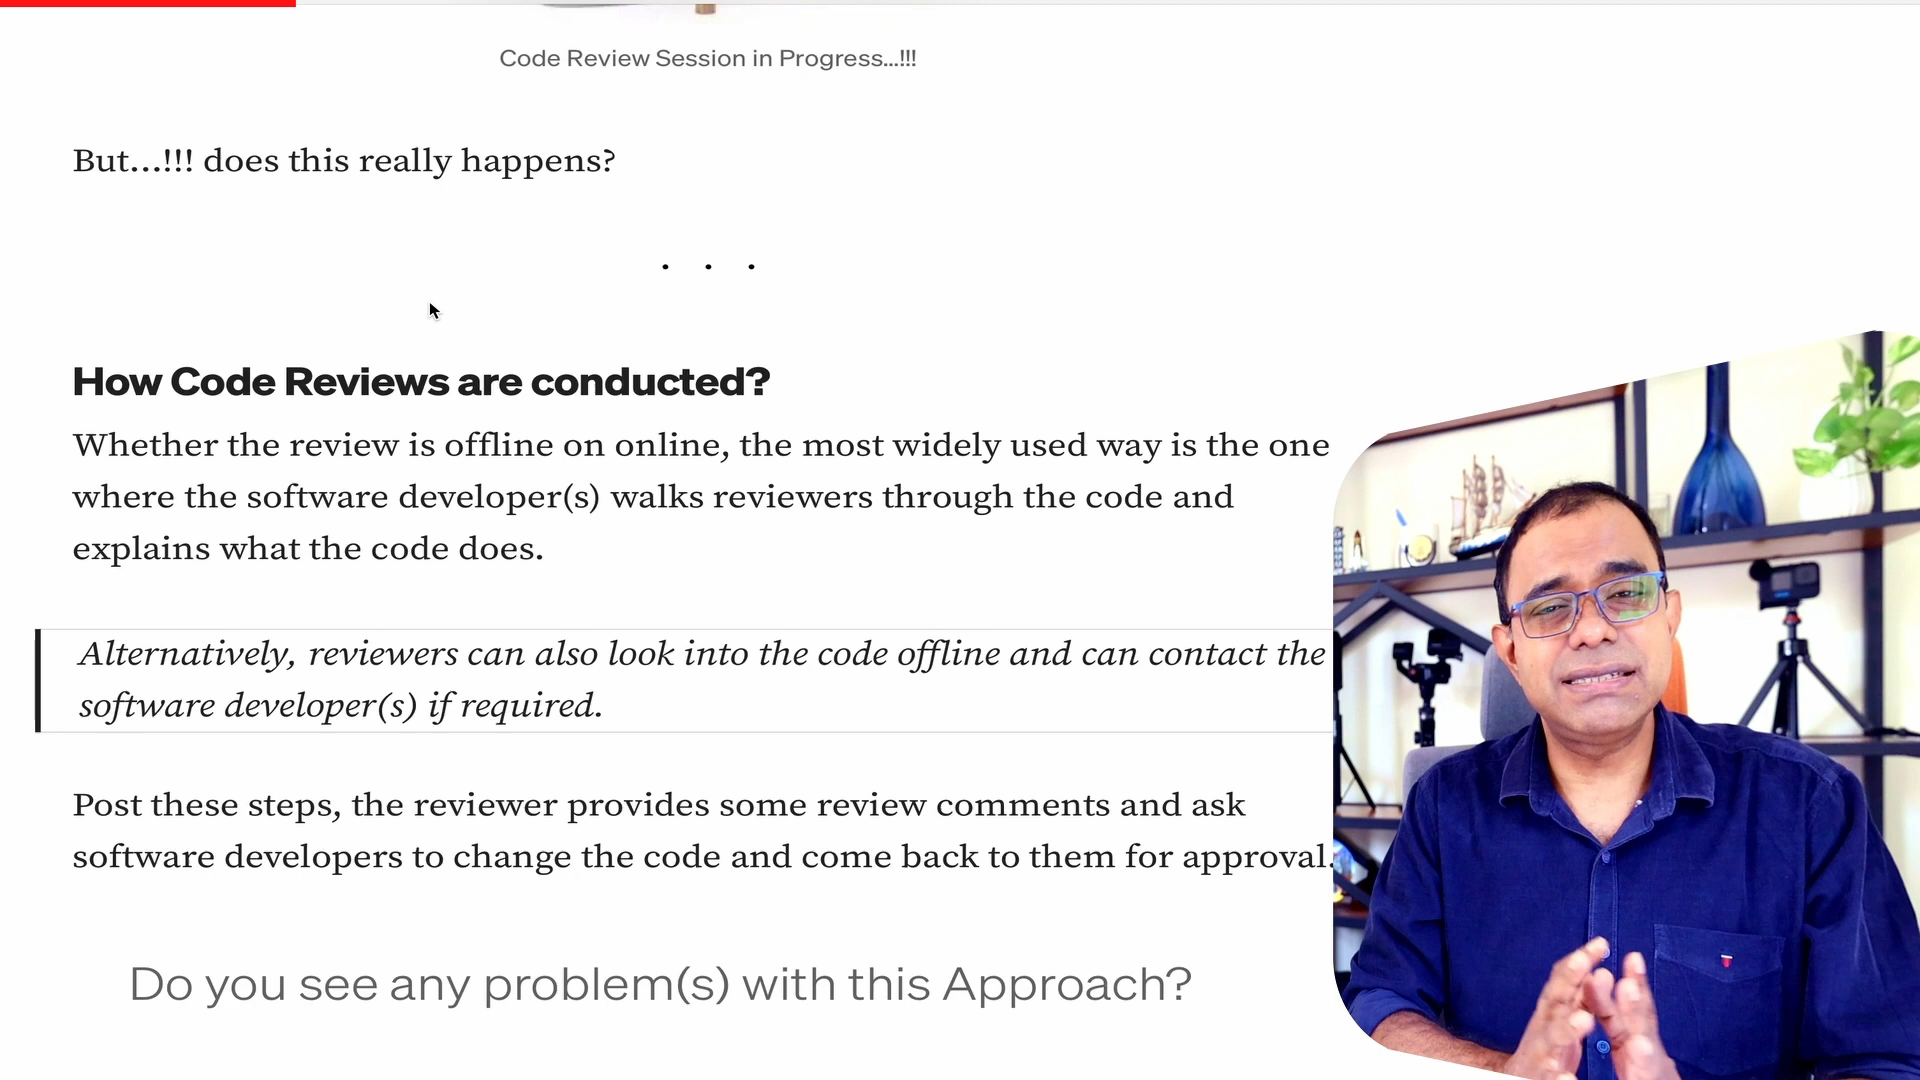 Code Review Session in Progress...!!!
But...!!! does this really happens?
. . .
How Code Reviews are conducted?
Whether the review is offline on online, the most widely used way is the one
where the software developer(s) walks reviewers through the code and
explains what the code does.
Alternatively, reviewers can also look into the code offline and can contact the
software developer(s) if required.
Post these steps, the reviewer provides some review comments and ask
software developers to change the code and come back to them for approval.
Do you see any problem(s) with this Approach?